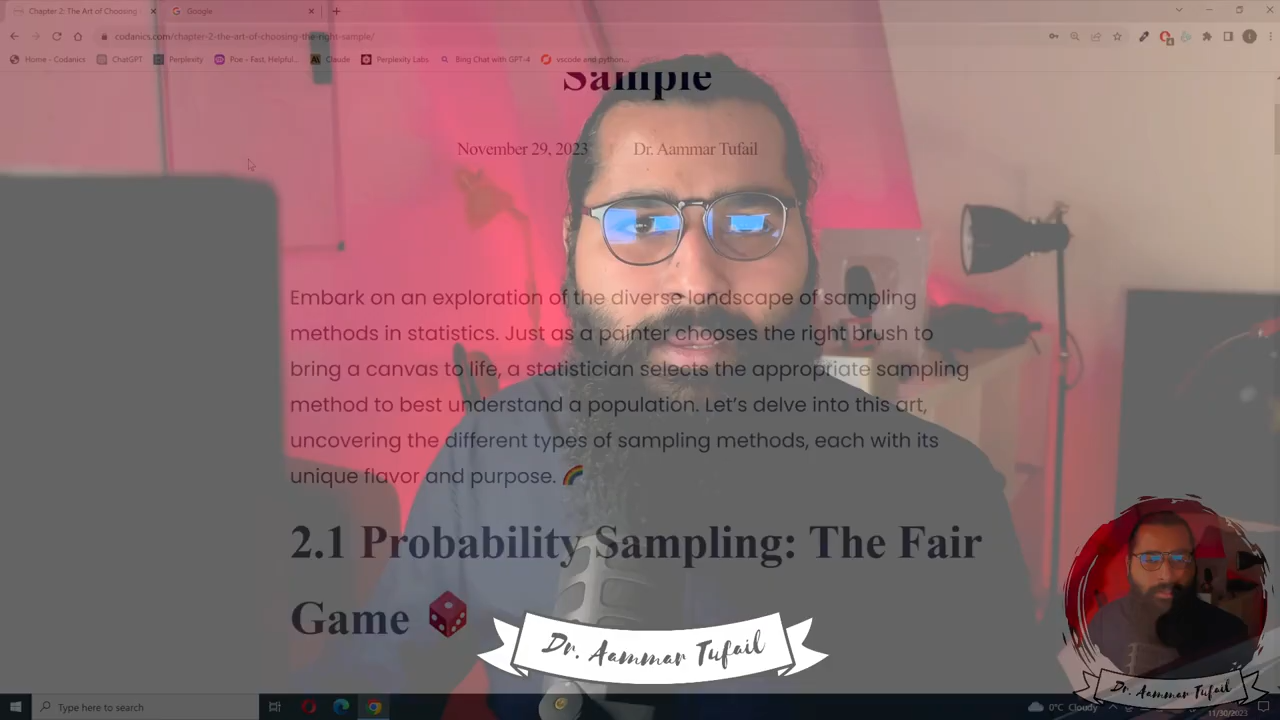 Chapter 2: The Art of Choosing
Google
codanics.com/chapter-2-the-art-of-choosing-the-right-sample/
Home - Codanics
ChatGPT
Perplexity
Poe - Fast, Helpful...
Claude
Perplexity Labs
Bing Chat with GPT-4
vscode and python...
Sample
November 29, 2023
Dr. Aammar Tufail
Embark on an exploration of the diverse landscape of sampling
methods in statistics. Just as a painter chooses the right brush to
bring a canvas to life, a statistician selects the appropriate sampling
method to best understand a population. Let's delve into this art,
uncovering the different types of sampling methods, each with its
unique flavor and purpose. 🌈
2.1 Probability Sampling: The Fair
Game 🎲
Dr. Aammar Tufail
Dr. Aammar Tufail
Type here to search
0°C Cloudy
11/30/2023